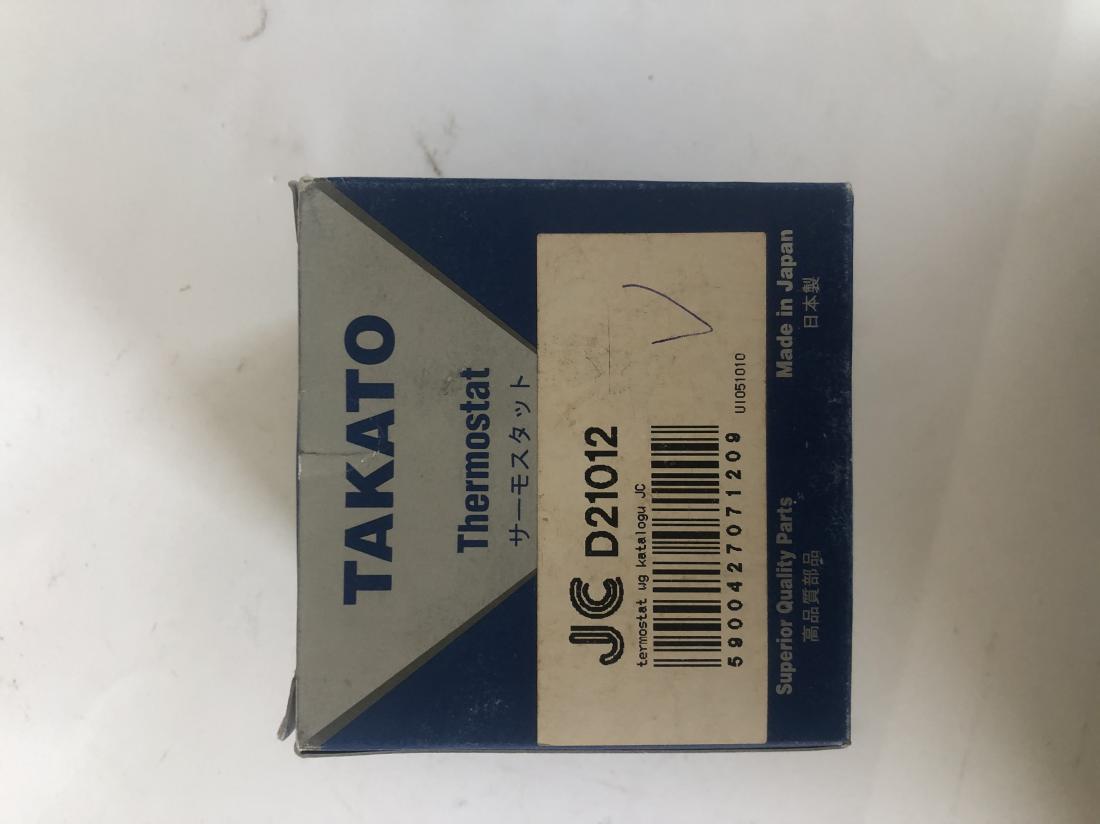 TAKATO
Thermostat
サーモスタット
JC D21012
termostat wg katalogu JC
5900427071209
UI051010
Superior Quality Parts Made in Japan
高品質部品 日本製